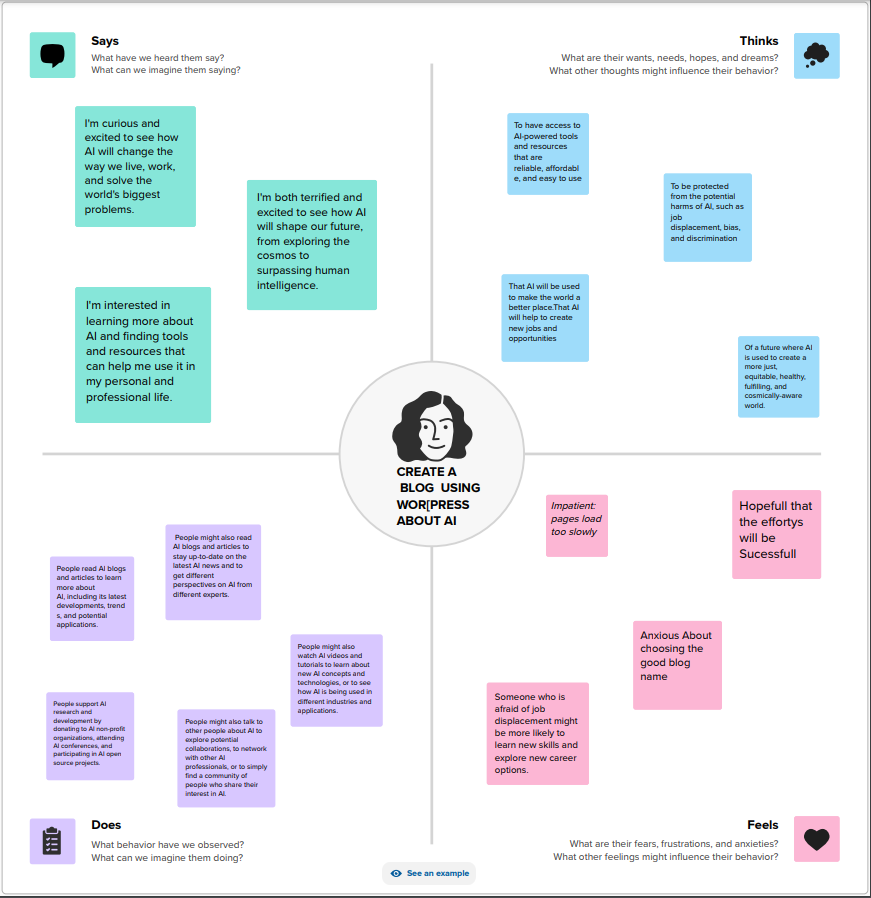 Says
What have we heard them say?
What can we imagine them saying?
I'm curious and
excited to see how
AI will change the
way we live, work,
and solve the
world's biggest
problems.
I'm both terrified and
excited to see how AI
will shape our future,
from exploring the
cosmos to
surpassing human
intelligence.
I'm interested in
learning more about
AI and finding tools
and resources that
can help me use it in
my personal and
professional life.
Thinks
What are their wants, needs, hopes, and dreams?
What other thoughts might influence their behavior?
To have access to
AI-powered tools
and resources
that are
reliable, affordabl
e, and easy to use
To be protected
from the potential
harms of AI, such as
job
displacement, bias,
and discrimination
That AI will be used
to make the world a
better place.That AI
will help to create
new jobs and
opportunities
Of a future where AI
is used to create a
more just,
equitable, healthy,
fulfilling, and
cosmically-aware
world.
CREATE A
BLOG USING
WOR[PRESS
ABOUT AI
People read AI blogs
and articles to learn
more about
AI, including its latest
developments, trend
s, and potential
applications.
People might also read
AI blogs and articles to
stay up-to-date on the
latest AI news and to
get different
perspectives on AI from
different experts.
People might also
watch AI videos and
tutorials to learn about
new AI concepts and
technologies, or to see
how AI is being used in
different industries and
applications.
People support AI
research and
development by
donating to AI non-profit
organizations, attending
AI conferences, and
participating in AI open
source projects.
People might also talk to
other people about AI to
explore potential
collaborations, to network
with other AI
professionals, or to simply
find a community of
people who share their
interest in AI.
Does
What behavior have we observed?
What can we imagine them doing?
Impatient:
pages load
too slowly
Hopefull that
the effortys
will be
Sucessfull
Anxious About
choosing the
good blog
name
Someone who is
afraid of job
displacement might
be more likely to
learn new skills and
explore new career
options.
Feels
What are their fears, frustrations, and anxieties?
What other feelings might influence their behavior?
See an example